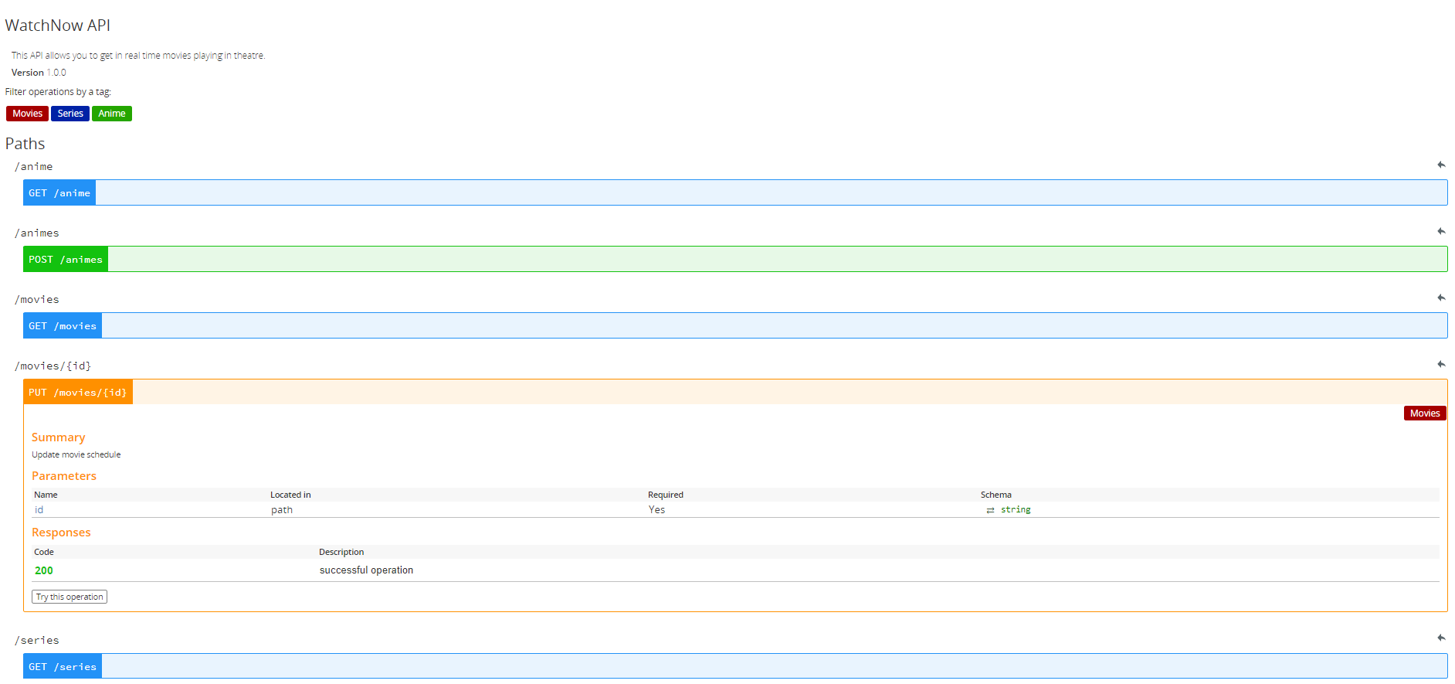 WatchNow API
This API allows you to get in real time movies playing in theatre.
Version 1.0.0
Filter operations by a tag:
Movies Series Anime
Paths
/anime
GET /anime
/animes
POST /animes
/movies
GET /movies
/movies/{id}
PUT /movies/{id}
Movies
Summary
Update movie schedule
Parameters
Name Located in Required Schema
id path Yes ⇄ string
Responses
Code Description
200 successful operation
Try this operation
/series
GET /series